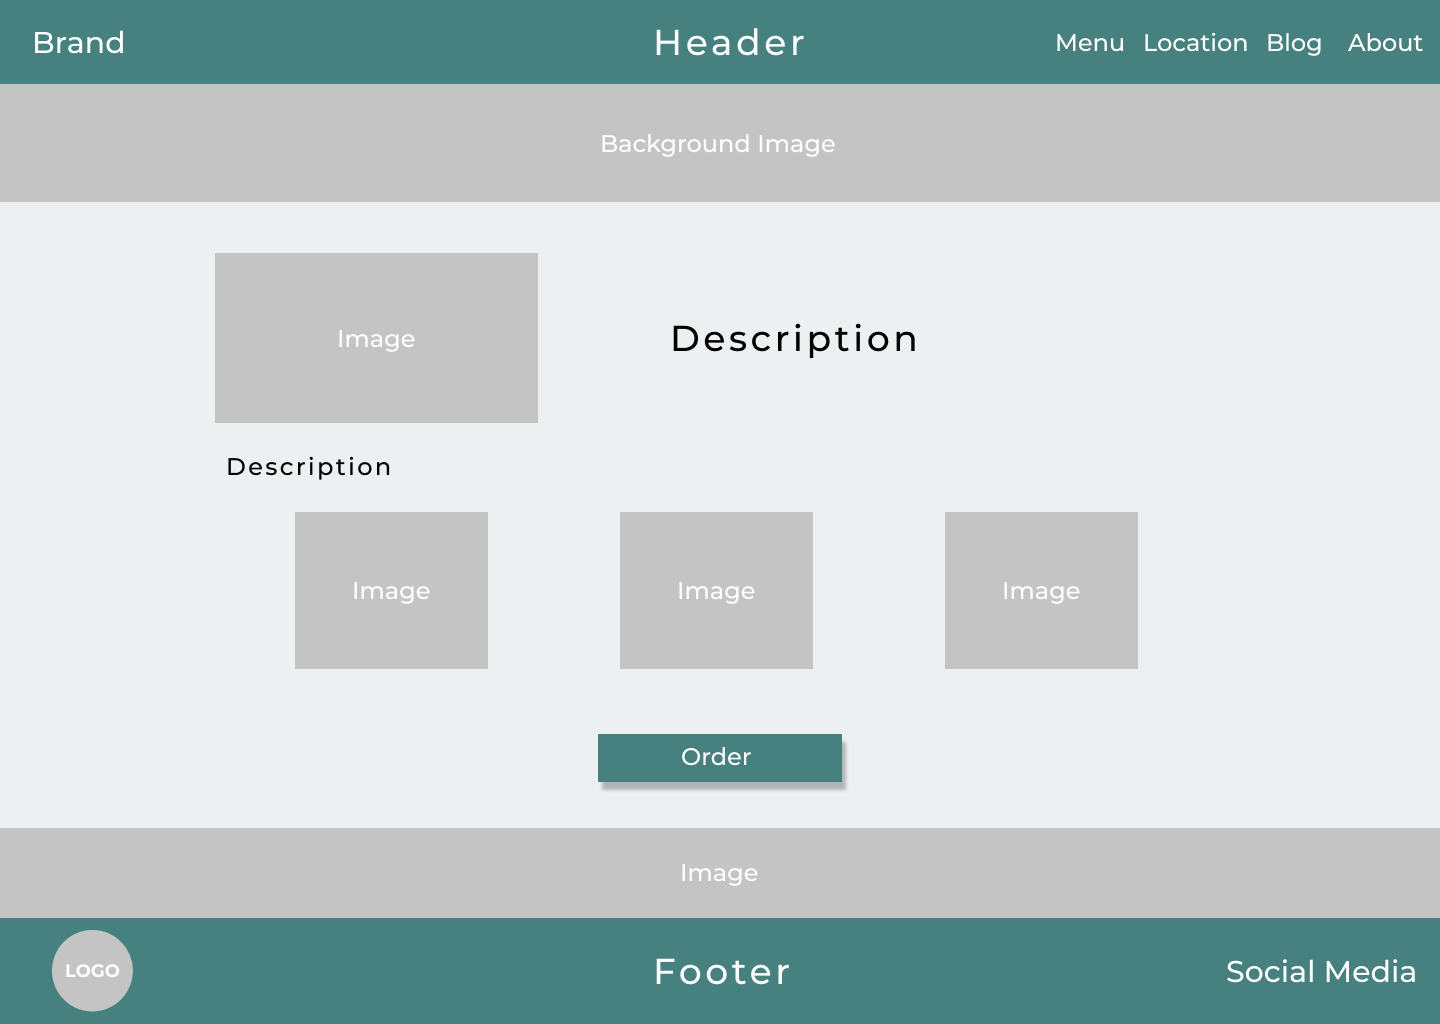 Brand
Header
Menu Location Blog About
Background Image
Image
Description
Description
Image
Image
Image
Order
Image
LOGO
Footer
Social Media